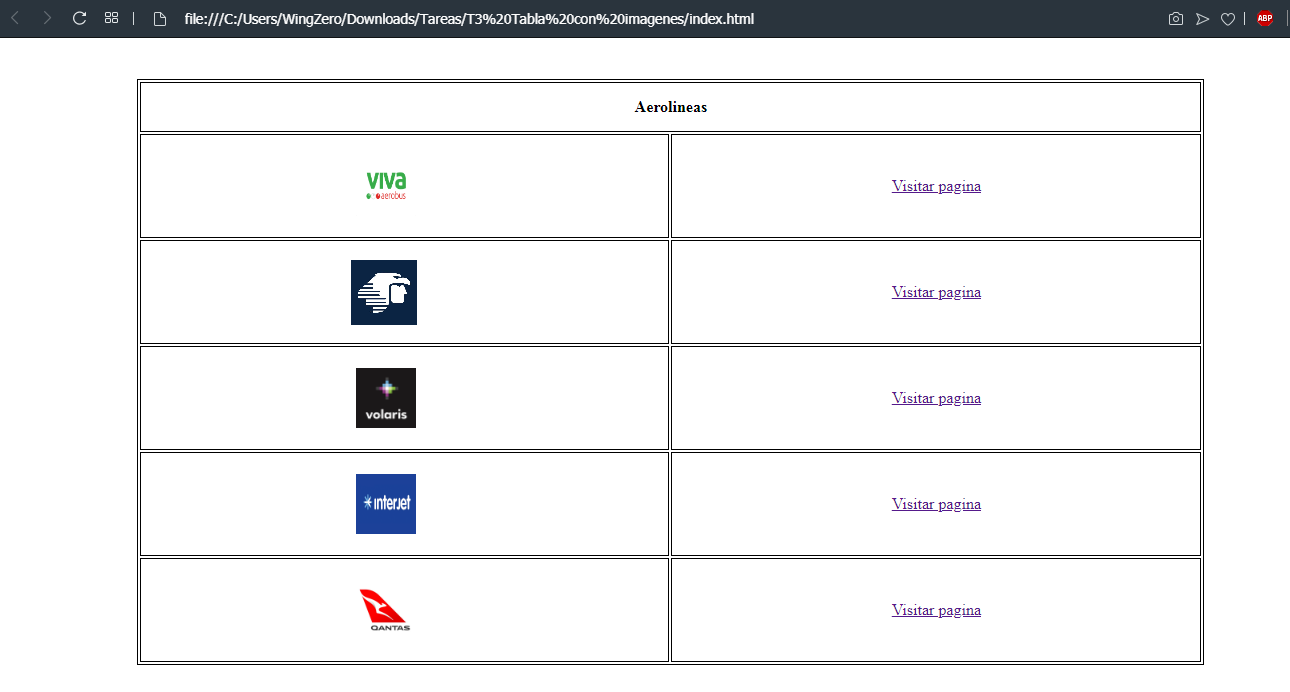 file:///C:/Users/WingZero/Downloads/Tareas/T3%20Tabla%20con%20imagenes/index.html
ABP
Aerolineas
viva
aerobus
Visitar pagina
Visitar pagina
volaris
Visitar pagina
interjet
Visitar pagina
QANTAS
Visitar pagina